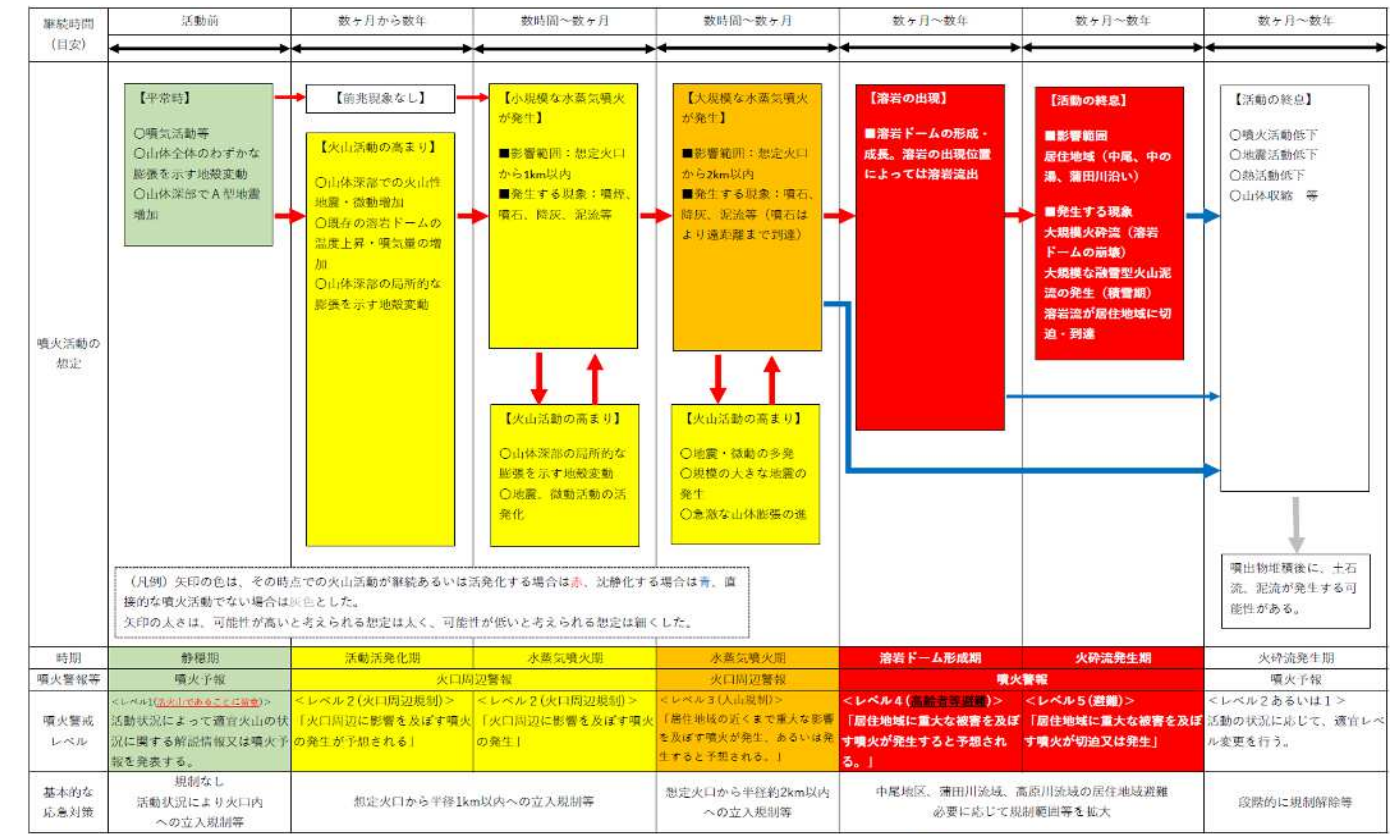 継続時間
（目安）
活動前
数ヶ月から数年
数時間～数ヶ月
数時間～数ヶ月
数ヶ月～数年
数ヶ月～数年
数ヶ月～数年
噴火活動の
想定
【平常時】
〇噴気活動等
〇山体全体のわずかな
膨張を示す地殻変動
〇山体深部でＡ型地震
増加
【前兆現象なし】
【火山活動の高まり】
〇山体深部での火山性
地震・微動増加
〇既存の溶岩ドームの
温度上昇・噴気量の増
加
〇山体深部の局所的な
膨張を示す地殻変動
【小規模な水蒸気噴火
が発生】
■影響範囲：想定火口
から1km以内
■発生する現象：噴煙、
噴石、降灰、泥流等
【火山活動の高まり】
〇山体深部の局所的な
膨張を示す地殻変動
〇地震、微動活動の活
発化
【大規模な水蒸気噴火
が発生】
■影響範囲：想定火口
から2km以内
■発生する現象：噴石、
降灰、泥流等（噴石は
より遠距離まで到達）
【火山活動の高まり】
〇地震・微動の多発
〇規模の大きな地震の
発生
〇急激な山体膨張の進
【溶岩の出現】
■溶岩ドームの形成・
成長。溶岩の出現位置
によっては溶岩流出
【活動の終息】
■影響範囲
居住地域（中尾、中の
湯、蒲田川沿い）
■発生する現象
大規模火砕流（溶岩
ドームの崩壊）
大規模な融雪型火山泥
流の発生（積雪期）
溶岩流が居住地域に切
迫・到達
【活動の終息】
〇噴火活動低下
〇地震活動低下
〇熱活動低下
〇山体収縮　等
噴出物堆積後に、土石
流、泥流が発生する可
能性がある。
（凡例）矢印の色は、その時点での火山活動が継続あるいは活発化する場合は赤、沈静化する場合は青、直
接的な噴火活動でない場合は灰色とした。
矢印の太さは、可能性が高いと考えられる想定は太く、可能性が低いと考えられる想定は細くした。
時期
静穏期
活動活発化期
水蒸気噴火期
水蒸気噴火期
溶岩ドーム形成期
火砕流発生期
火砕流発生期
噴火警報等
噴火予報
火口周辺警報
火口周辺警報
噴火警報
噴火予報
噴火警戒
レベル
＜レベル1(活火山であることに留意)＞
活動状況によって適宜火山の状
況に関する解説情報又は噴火予
報を発表する。
＜レベル２(火口周辺規制)＞
「火口周辺に影響を及ぼす噴火
の発生が予想される」
＜レベル２(火口周辺規制)＞
「火口周辺に影響を及ぼす噴火
の発生」
＜レベル３(入山規制)＞
「居住地域の近くまで重大な影響
を及ぼす噴火が発生、あるいは発
生すると予想される。」
＜レベル４(高齢者等避難)＞
「居住地域に重大な被害を及ぼ
す噴火が発生すると予想され
る。」
＜レベル５(避難)＞
「居住地域に重大な被害を及ぼ
す噴火が切迫又は発生」
＜レベル２あるいは１＞
活動の状況に応じて、適宜レベ
ル変更を行う。
基本的な
応急対策
規制なし
活動状況により火口内
への立入規制等
想定火口から半径1km以内への立入規制等
想定火口から半径約2km以内
への立入規制等
中尾地区、蒲田川流域、高原川流域の居住地域避難
必要に応じて規制範囲等を拡大
段階的に規制解除等